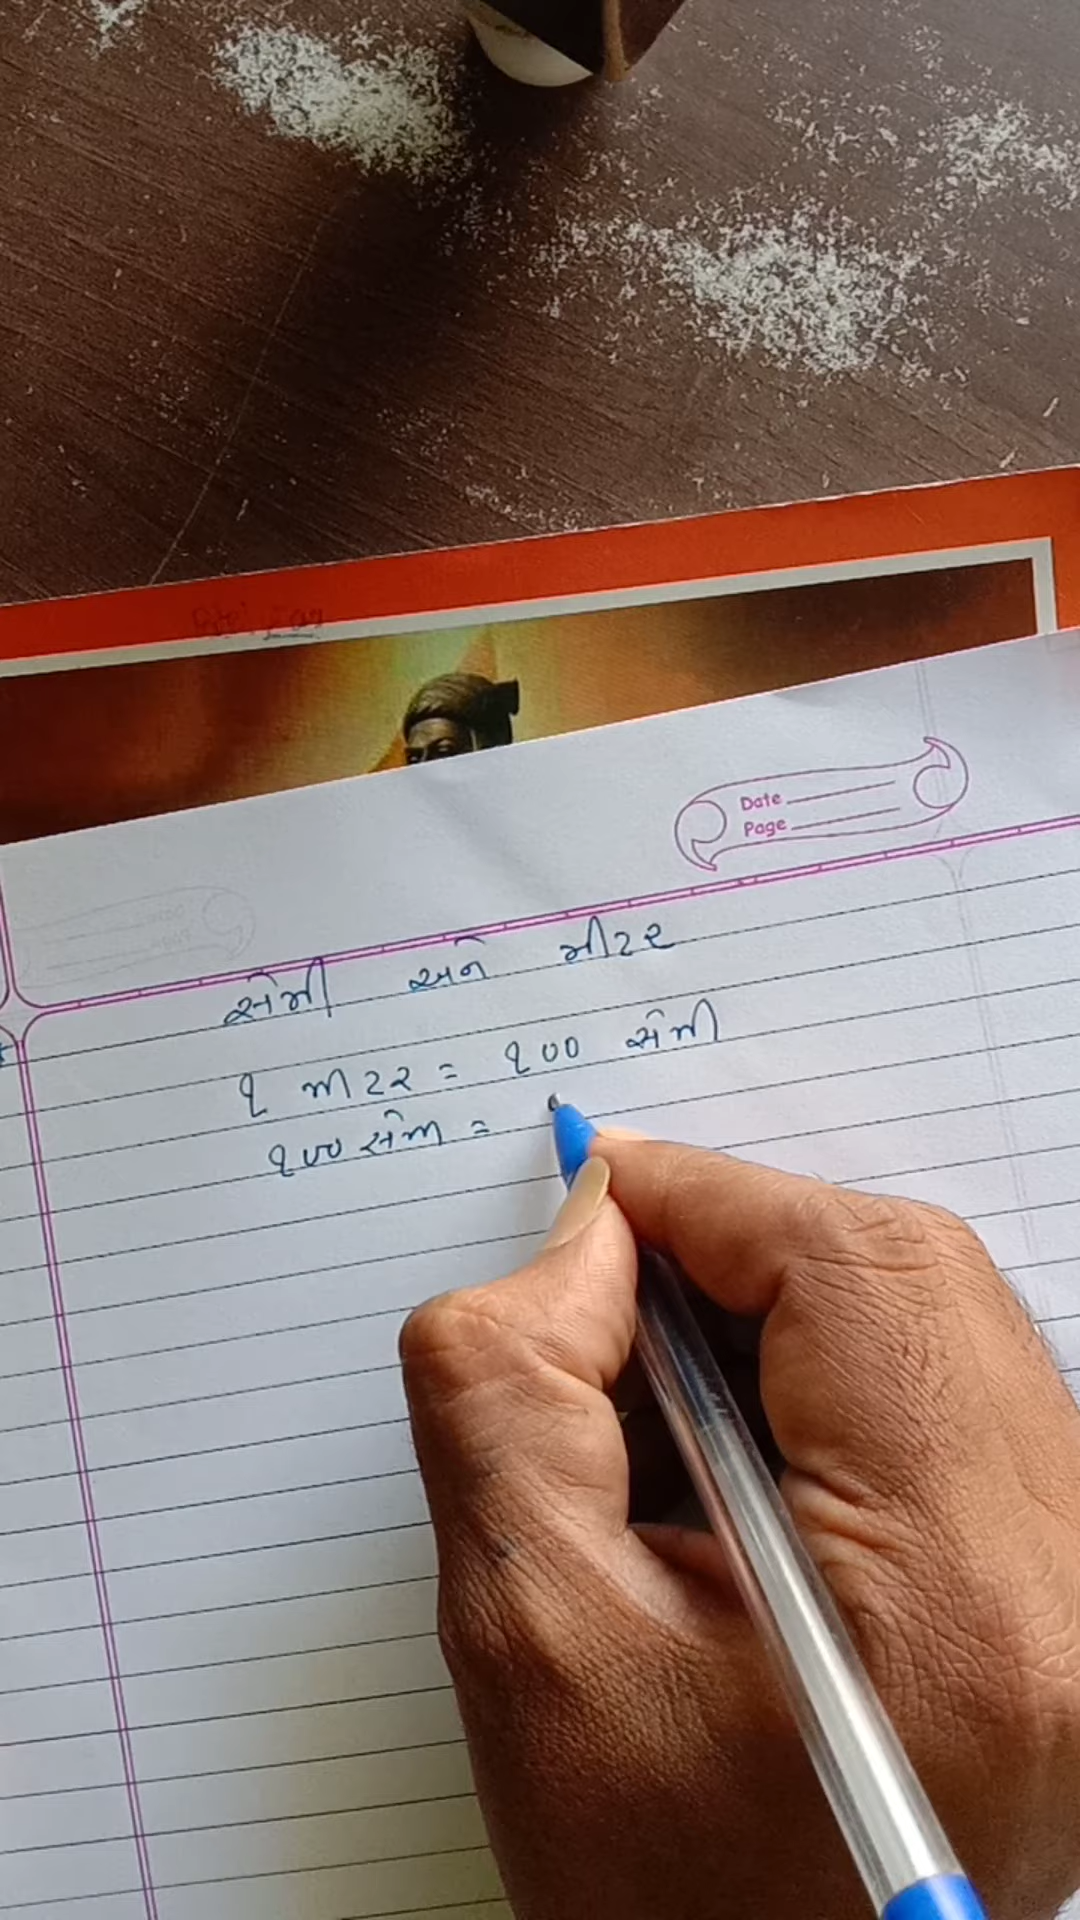 Date
Page
સેમી અને મીટર
૧ મીટર = ૧૦૦ સેમી
૧૦૦ સેમી =